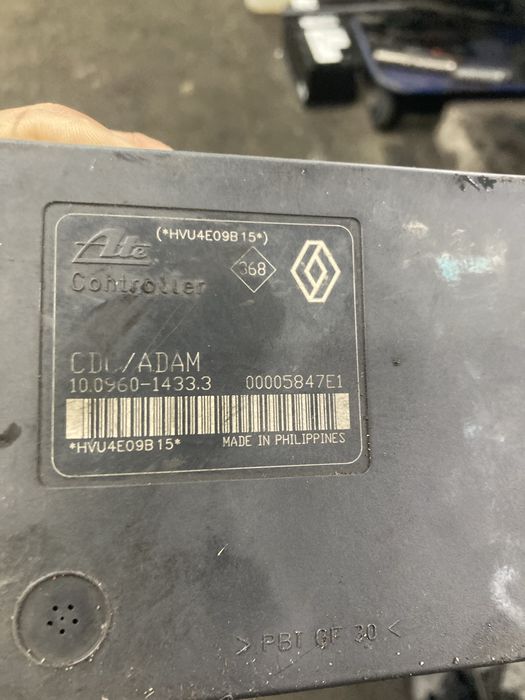 (*HVU4E09B15*)
Ate
368
Controller
CDC/ADAM
10.0960-1433.3 00005847E1
*HVU4E09B15* MADE IN PHILIPPINES
> PBT GF 30 <